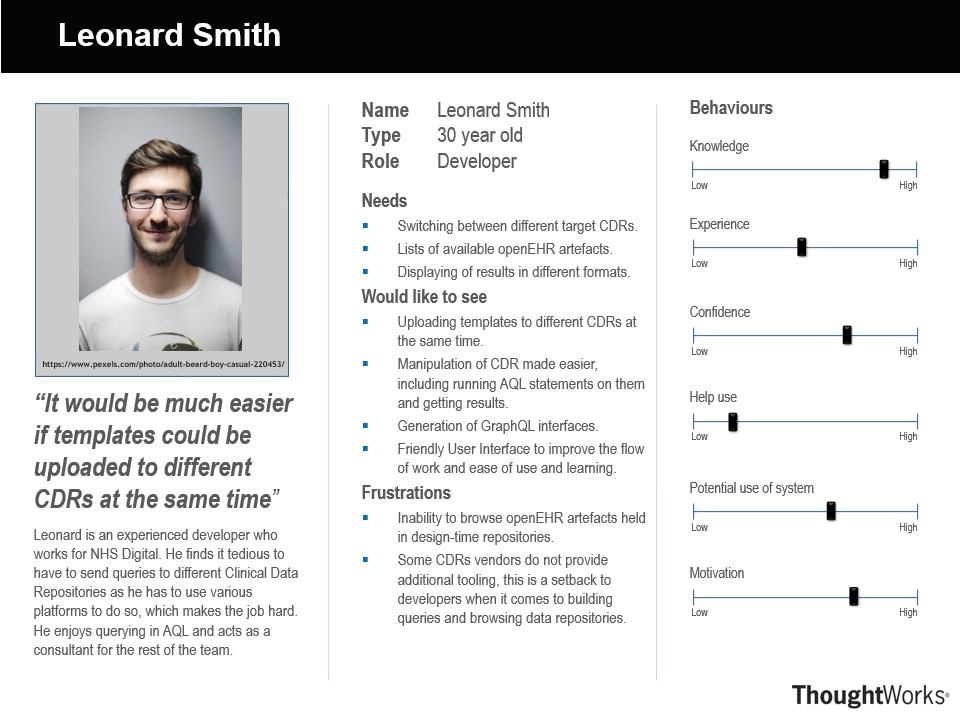 Leonard Smith
https://www.pexels.com/photo/adult-beard-boy-casual-220453/
“It would be much easier
if templates could be
uploaded to different
CDRs at the same time”
Leonard is an experienced developer who
works for NHS Digital. He finds it tedious to
have to send queries to different Clinical Data
Repositories as he has to use various
platforms to do so, which makes the job hard.
He enjoys querying in AQL and acts as a
consultant for the rest of the team.
Name Leonard Smith
Type 30 year old
Role Developer
Needs
▪ Switching between different target CDRs.
▪ Lists of available openEHR artefacts.
▪ Displaying of results in different formats.
Would like to see
▪ Uploading templates to different CDRs at
the same time.
▪ Manipulation of CDR made easier,
including running AQL statements on them
and getting results.
▪ Generation of GraphQL interfaces.
▪ Friendly User Interface to improve the flow
of work and ease of use and learning.
Frustrations
▪ Inability to browse openEHR artefacts held
in design-time repositories.
▪ Some CDRs vendors do not provide
additional tooling, this is a setback to
developers when it comes to building
queries and browsing data repositories.
Behaviours
Knowledge
Low High
Experience
Low High
Confidence
Low High
Help use
Low High
Potential use of system
Low High
Motivation
Low High
ThoughtWorks®